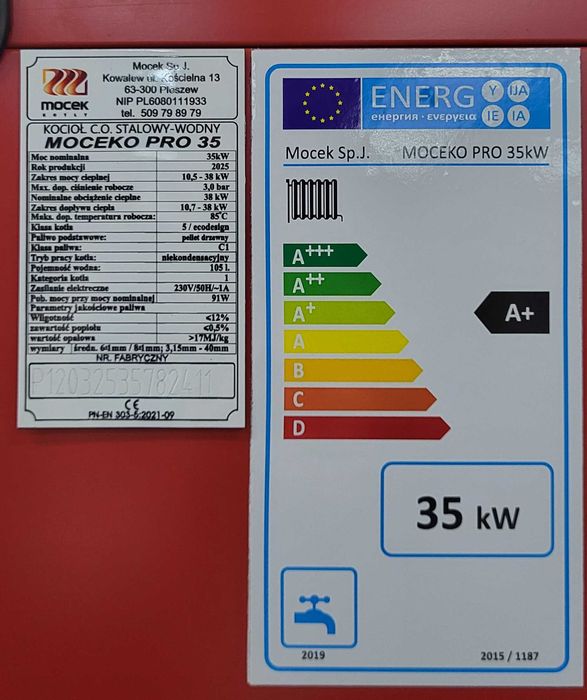 mocek
KOTŁY
Mocek Sp.J.
Kowalew ul. Kościelna 13
63-300 Pleszew
NIP PL6080111933
tel. 509 79 89 79
KOCIOŁ C.O. STALOWY-WODNY
MOCEKO PRO 35
Moc nominalna 35kW
Rok produkcji 2025
Zakres mocy cieplnej 10,5 - 38 kW
Max. dop. ciśnienie robocze 3,0 bar
Nominalne obciążenie cieplne 38 kW
Zakres dopływu ciepła 10,7 - 38 kW
Maks. dop. temperatura robocza: 85°C
Klasa kotła 5 / ecodesign
Paliwo podstawowe: pellet drzewny
Klasa paliwa: C1
Tryb pracy kotła: niekondensacyjny
Pojemność wodna: 105 l.
Kategoria kotła 1
Zasilanie elektryczne 230V/50H/~1A
Pob. mocy przy mocy nominalnej 91W
Parametry jakościowe paliwa
Wilgotność <12%
zawartość popiołu <0,5%
wartość opałowa >17MJ/kg
wymiary średn. 6±1mm / 8±1mm; 3,15mm - 40mm
NR. FABRYCZNY
P12032535782411
CE
PN-EN 303-5:2021-09
ENERG Y IJA
енергия · ενεργεια IE IA
Mocek Sp.J. MOCEKO PRO 35kW
A+++
A++
A+
A
B
C
D
A+
35 kW
2019
2015 / 1187